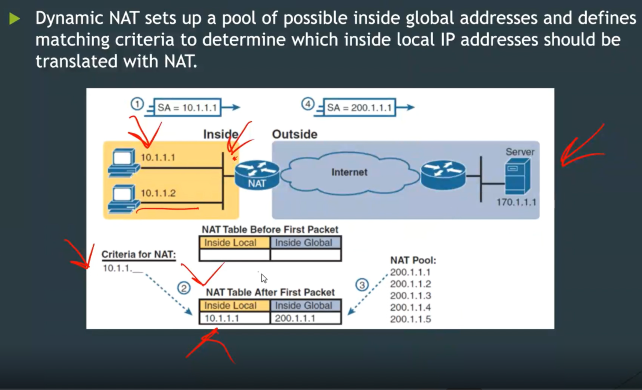 Dynamic NAT sets up a pool of possible inside global addresses and defines
matching criteria to determine which inside local IP addresses should be
translated with NAT.
1 SA = 10.1.1.1
4 SA = 200.1.1.1
Inside Outside
10.1.1.1
10.1.1.2
NAT
Internet
Server
170.1.1.1
NAT Table Before First Packet
Inside Local Inside Global
Criteria for NAT:
10.1.1.__
2
NAT Table After First Packet
Inside Local Inside Global
10.1.1.1 200.1.1.1
3
NAT Pool:
200.1.1.1
200.1.1.2
200.1.1.3
200.1.1.4
200.1.1.5